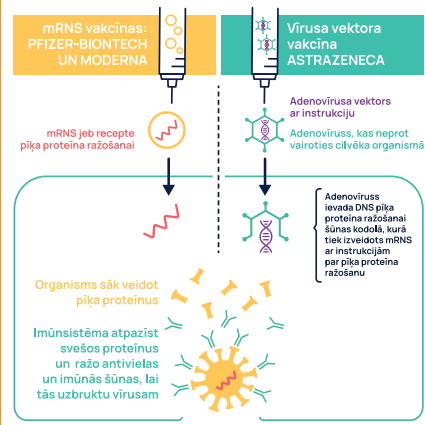 mRNS vakcīnas:
PFIZER-BIONTECH
UN MODERNA
Vīrusa vektora
vakcīna
ASTRAZENECA
mRNS jeb recepte
pīķa proteīna ražošanai
Adenovīrusa vektors
ar instrukciju
Adenovīruss, kas neprot
vairoties cilvēka organismā
Adenovīruss
ievada DNS pīķa
proteīna ražošanai
šūnas kodolā, kurā
tiek izveidots mRNS
ar instrukcijām
par pīķa proteīna
ražošanu
Organisms sāk veidot
pīķa proteīnus
Imūnsistēma atpazīst
svešos proteīnus
un ražo antivielas
un imūnās šūnas, lai
tās uzbruktu vīrusam